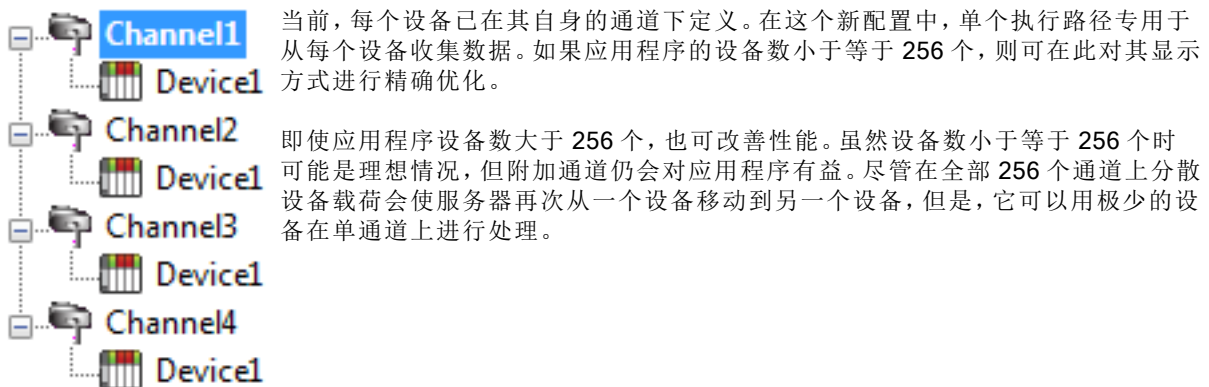 Channel1
Device1
Channel2
Device1
Channel3
Device1
Channel4
Device1
当前，每个设备已在其自身的通道下定义。在这个新配置中，单个执行路径专用于
从每个设备收集数据。如果应用程序的设备数小于等于 256 个，则可在此对其显示
方式进行精确优化。
即使应用程序设备数大于 256 个，也可改善性能。虽然设备数小于等于 256 个时
可能是理想情况，但附加通道仍会对应用程序有益。尽管在全部 256 个通道上分散
设备载荷会使服务器再次从一个设备移动到另一个设备，但是，它可以用极少的设
备在单通道上进行处理。